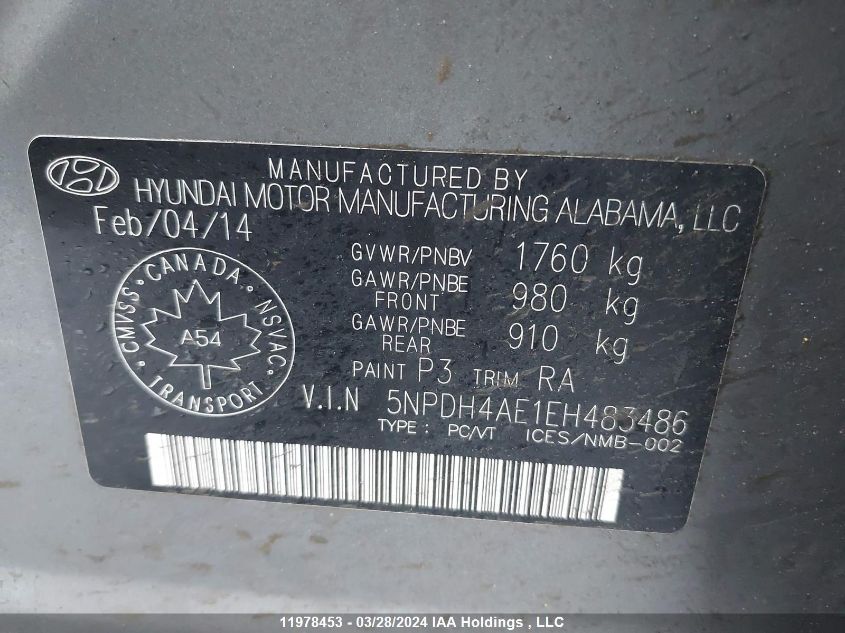 MANUFACTURED BY
HYUNDAI MOTOR MANUFACTURING ALABAMA, LLC
Feb/04/14
GVWR/PNBV 1760 kg
GAWR/PNBE FRONT 980 kg
GAWR/PNBE REAR 910 kg
PAINT P3 TRIM RA
V.I.N 5NPDH4AE1EH483486
TYPE : PC/VT ICES/NMB-002
CMVSS • CANADA • NSVAC •
A54
TRANSPORT
11978453 - 03/28/2024 IAA Holdings , LLC